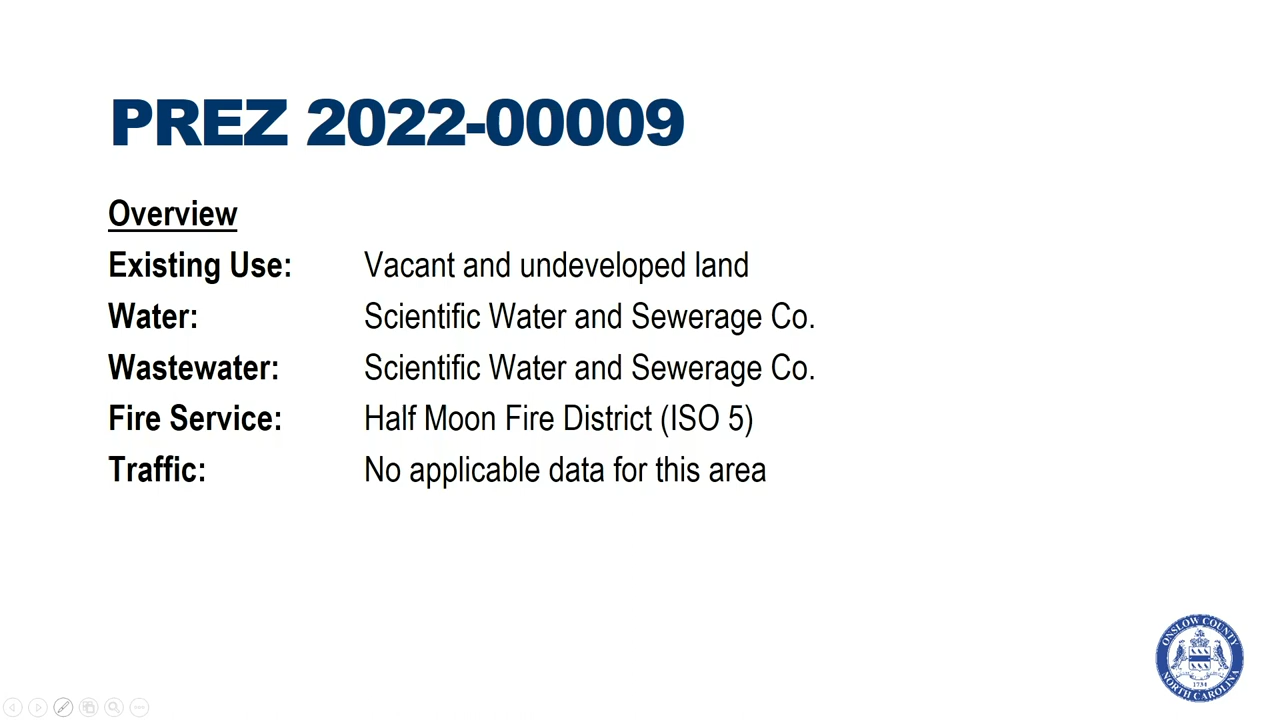 PREZ 2022-00009
Overview
Existing Use: Vacant and undeveloped land
Water: Scientific Water and Sewerage Co.
Wastewater: Scientific Water and Sewerage Co.
Fire Service: Half Moon Fire District (ISO 5)
Traffic: No applicable data for this area
ONSLOW COUNTY
1734
NORTH CAROLINA